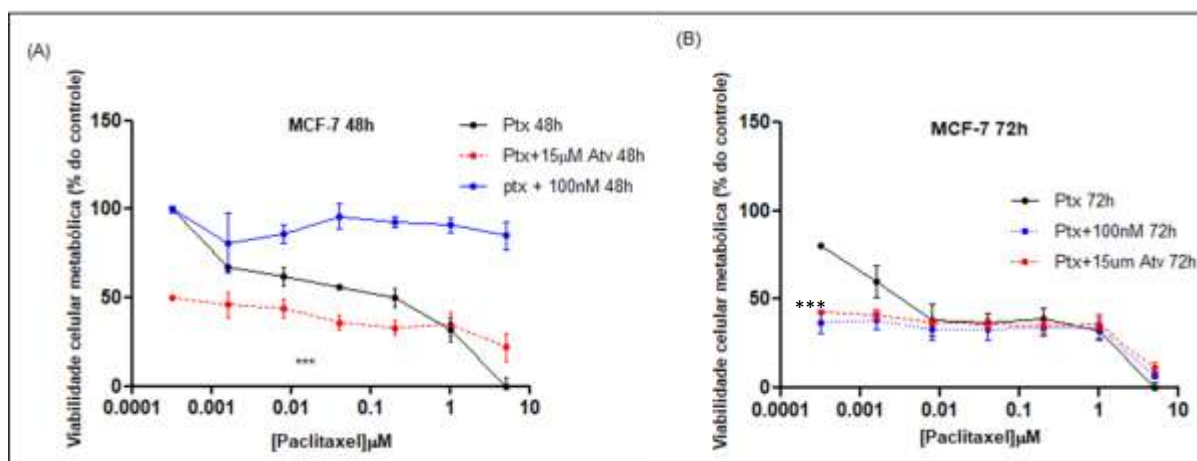 (A)
Viabilidade celular metabòlica (% do controle)
MCF-7 48h
Ptx 48h
Ptx+15µM Atv 48h
ptx + 100nM 48h
150
100
50
0
***
0.0001 0.001 0.01 0.1 1 10
[Paclitaxel]µM
(B)
Viabilidade celular metabòlica (% do controle)
MCF-7 72h
Ptx 72h
Ptx+100nM 72h
Ptx+15um Atv 72h
150
100
50
0
***
0.0001 0.001 0.01 0.1 1 10
[Paclitaxel]µM